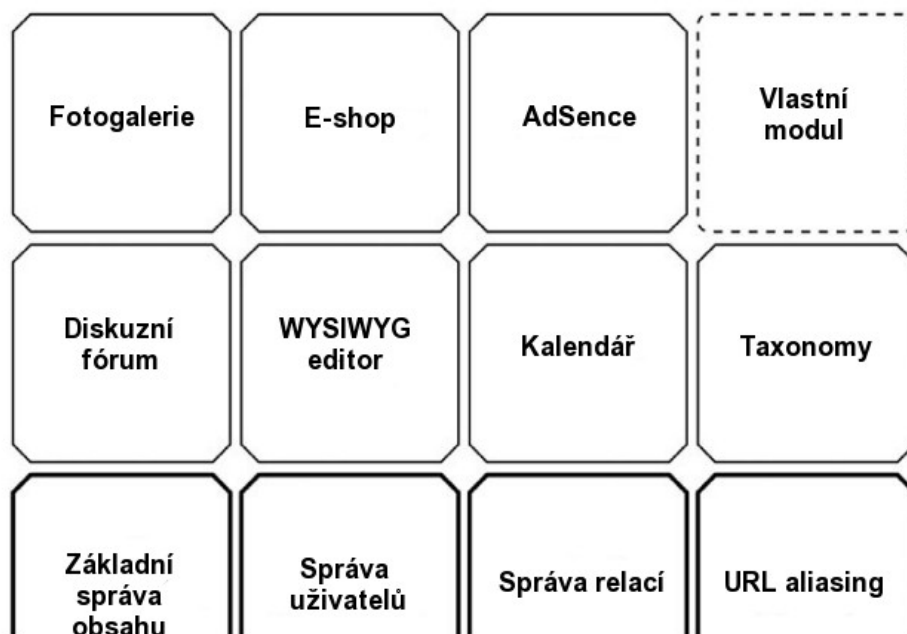 Fotogalerie
E-shop
AdSence
Vlastní
modul
Diskuzní
fórum
WYSIWYG
editor
Kalendář
Taxonomy
Základní
správa
obsahu
Správa
uživatelů
Správa relací
URL aliasing